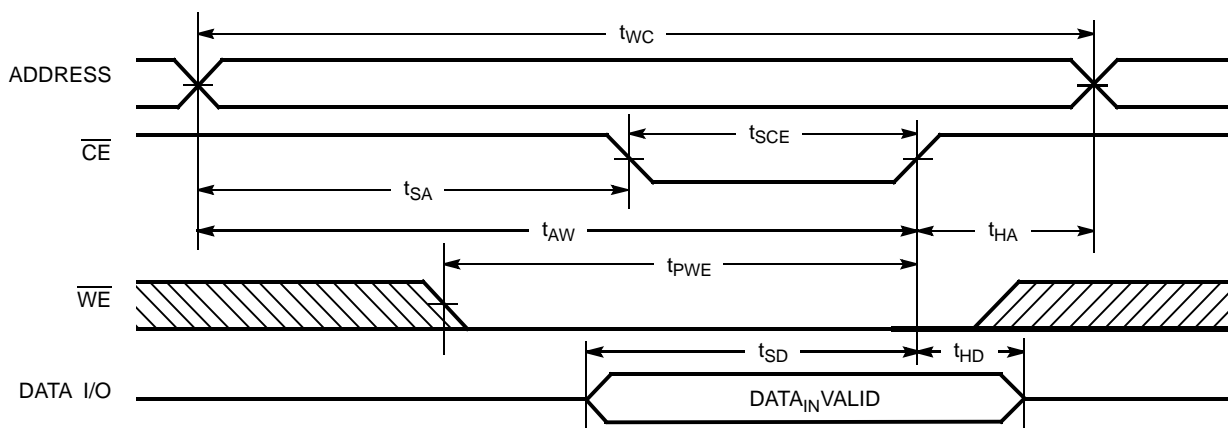 tWC
ADDRESS
CE
tSCE
tSA
tAW
tHA
tPWE
WE
tSD
tHD
DATA I/O
DATAINVALID